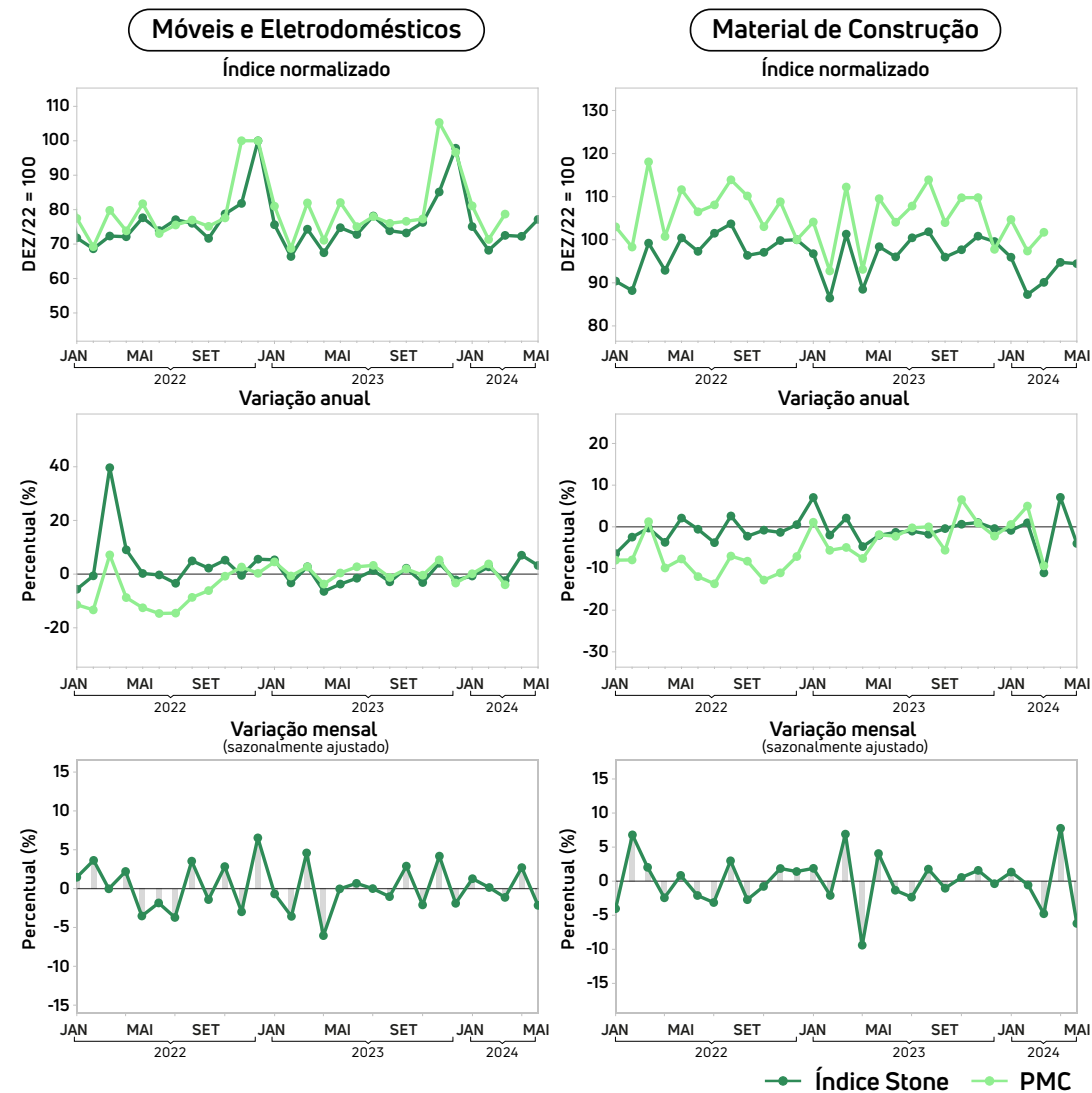 Móveis e Eletrodomésticos
Índice normalizado
DEZ/22 = 100
110
100
90
80
70
60
50
JAN MAI SET JAN MAI SET JAN MAI
2022 2023 2024
Variação anual
Percentual (%)
40
20
0
-20
JAN MAI SET JAN MAI SET JAN MAI
2022 2023 2024
Variação mensal
(sazonalmente ajustado)
Percentual (%)
15
10
5
0
-5
-10
-15
JAN MAI SET JAN MAI SET JAN MAI
2022 2023 2024
Material de Construção
Índice normalizado
DEZ/22 = 100
130
120
110
100
90
80
JAN MAI SET JAN MAI SET JAN MAI
2022 2023 2024
Variação anual
Percentual (%)
20
10
0
-10
-20
-30
JAN MAI SET JAN MAI SET JAN MAI
2022 2023 2024
Variação mensal
(sazonalmente ajustado)
Percentual (%)
15
10
5
0
-5
-10
-15
JAN MAI SET JAN MAI SET JAN MAI
2022 2023 2024
Índice Stone PMC